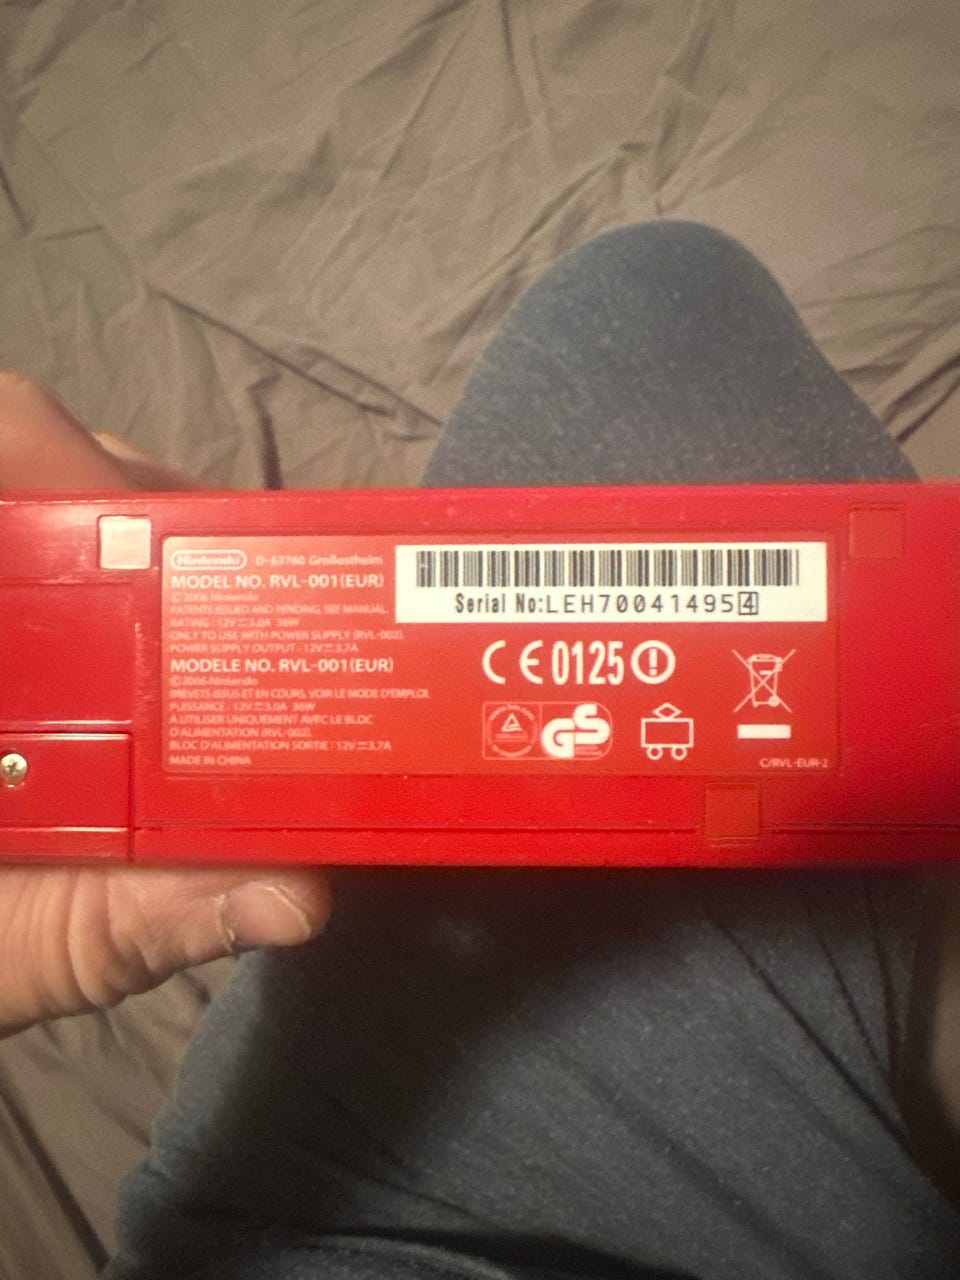 Nintendo D-63760 Großostheim
MODEL NO. RVL-001(EUR)
©2006 Nintendo
PATENTS ISSUED AND PENDING, SEE MANUAL.
RATING : 12V⎓3.0A 36W
ONLY TO USE WITH POWER SUPPLY (RVL-002).
POWER SUPPLY OUTPUT : 12V⎓3.7A
MODELE NO. RVL-001(EUR)
©2006 Nintendo
BREVETS ISSUS ET EN COURS, VOIR LE MODE D'EMPLOI.
PUISSANCE : 12V⎓3.0A 36W
A UTILISER UNIQUEMENT AVEC LE BLOC
D'ALIMENTATION (RVL-002).
BLOC D'ALIMENTATION SORTIE : 12V⎓3.7A
MADE IN CHINA
Serial No:LEH700414954
CE0125
GS
C/RVL-EUR-2